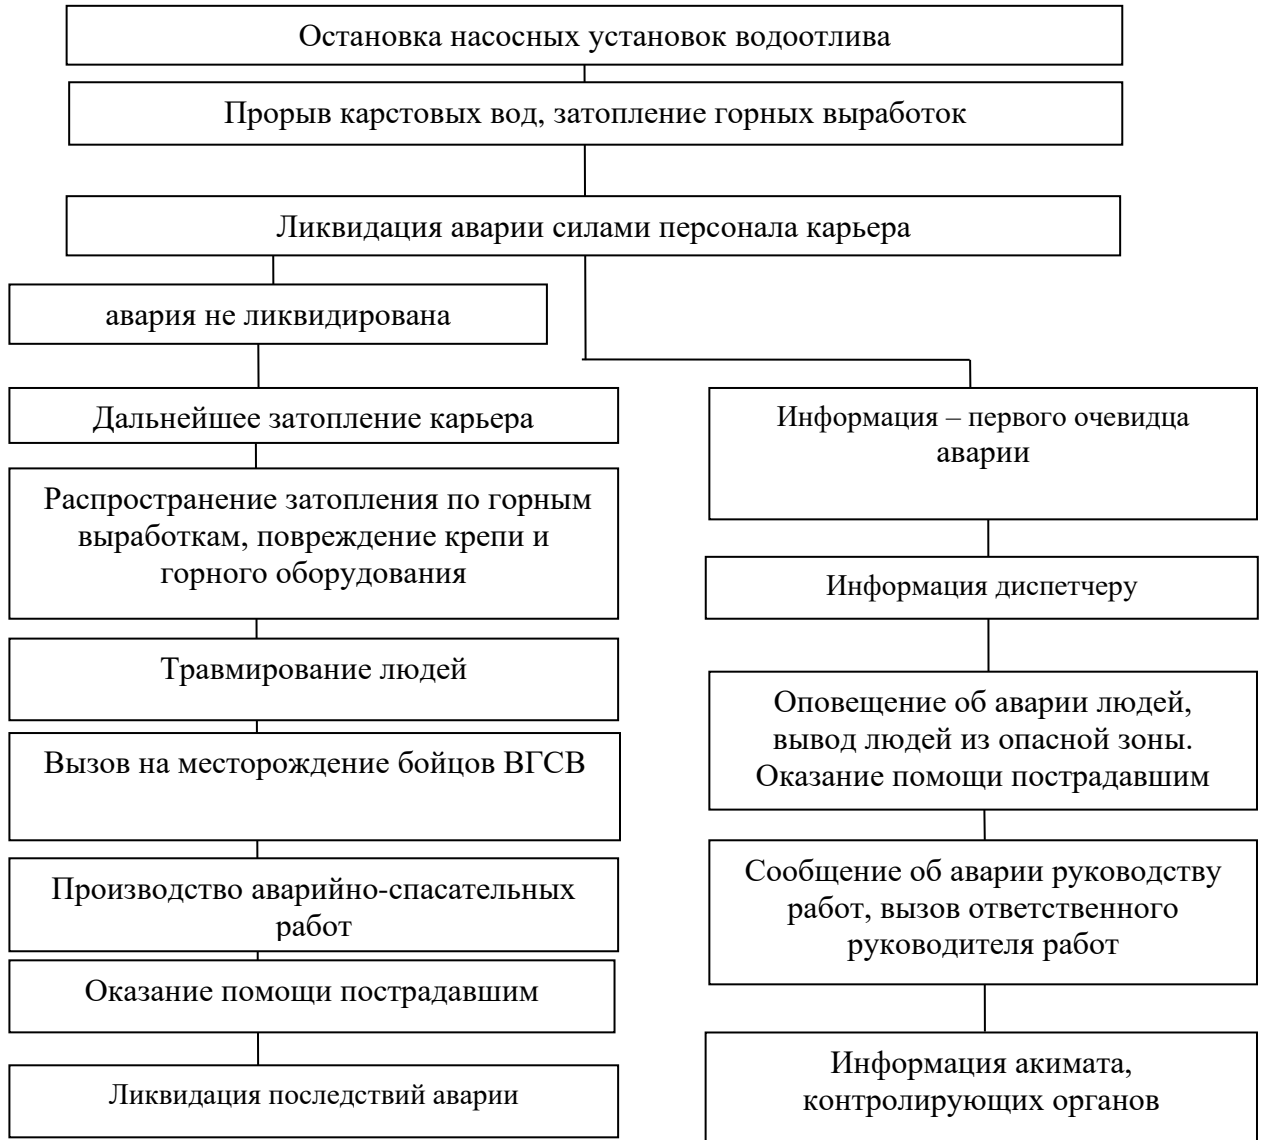 Остановка насосных установок водоотлива
Прорыв карстовых вод, затопление горных выработок
Ликвидация аварии силами персонала карьера
авария не ликвидирована
Дальнейшее затопление карьера
Распространение затопления по горным
выработкам, повреждение крепи и
горного оборудования
Травмирование людей
Вызов на месторождение бойцов ВГСВ
Производство аварийно-спасательных
работ
Оказание помощи пострадавшим
Ликвидация последствий аварии
Информация – первого очевидца
аварии
Информация диспетчеру
Оповещение об аварии людей,
вывод людей из опасной зоны.
Оказание помощи пострадавшим
Сообщение об аварии руководству
работ, вызов ответственного
руководителя работ
Информация акимата,
контролирующих органов